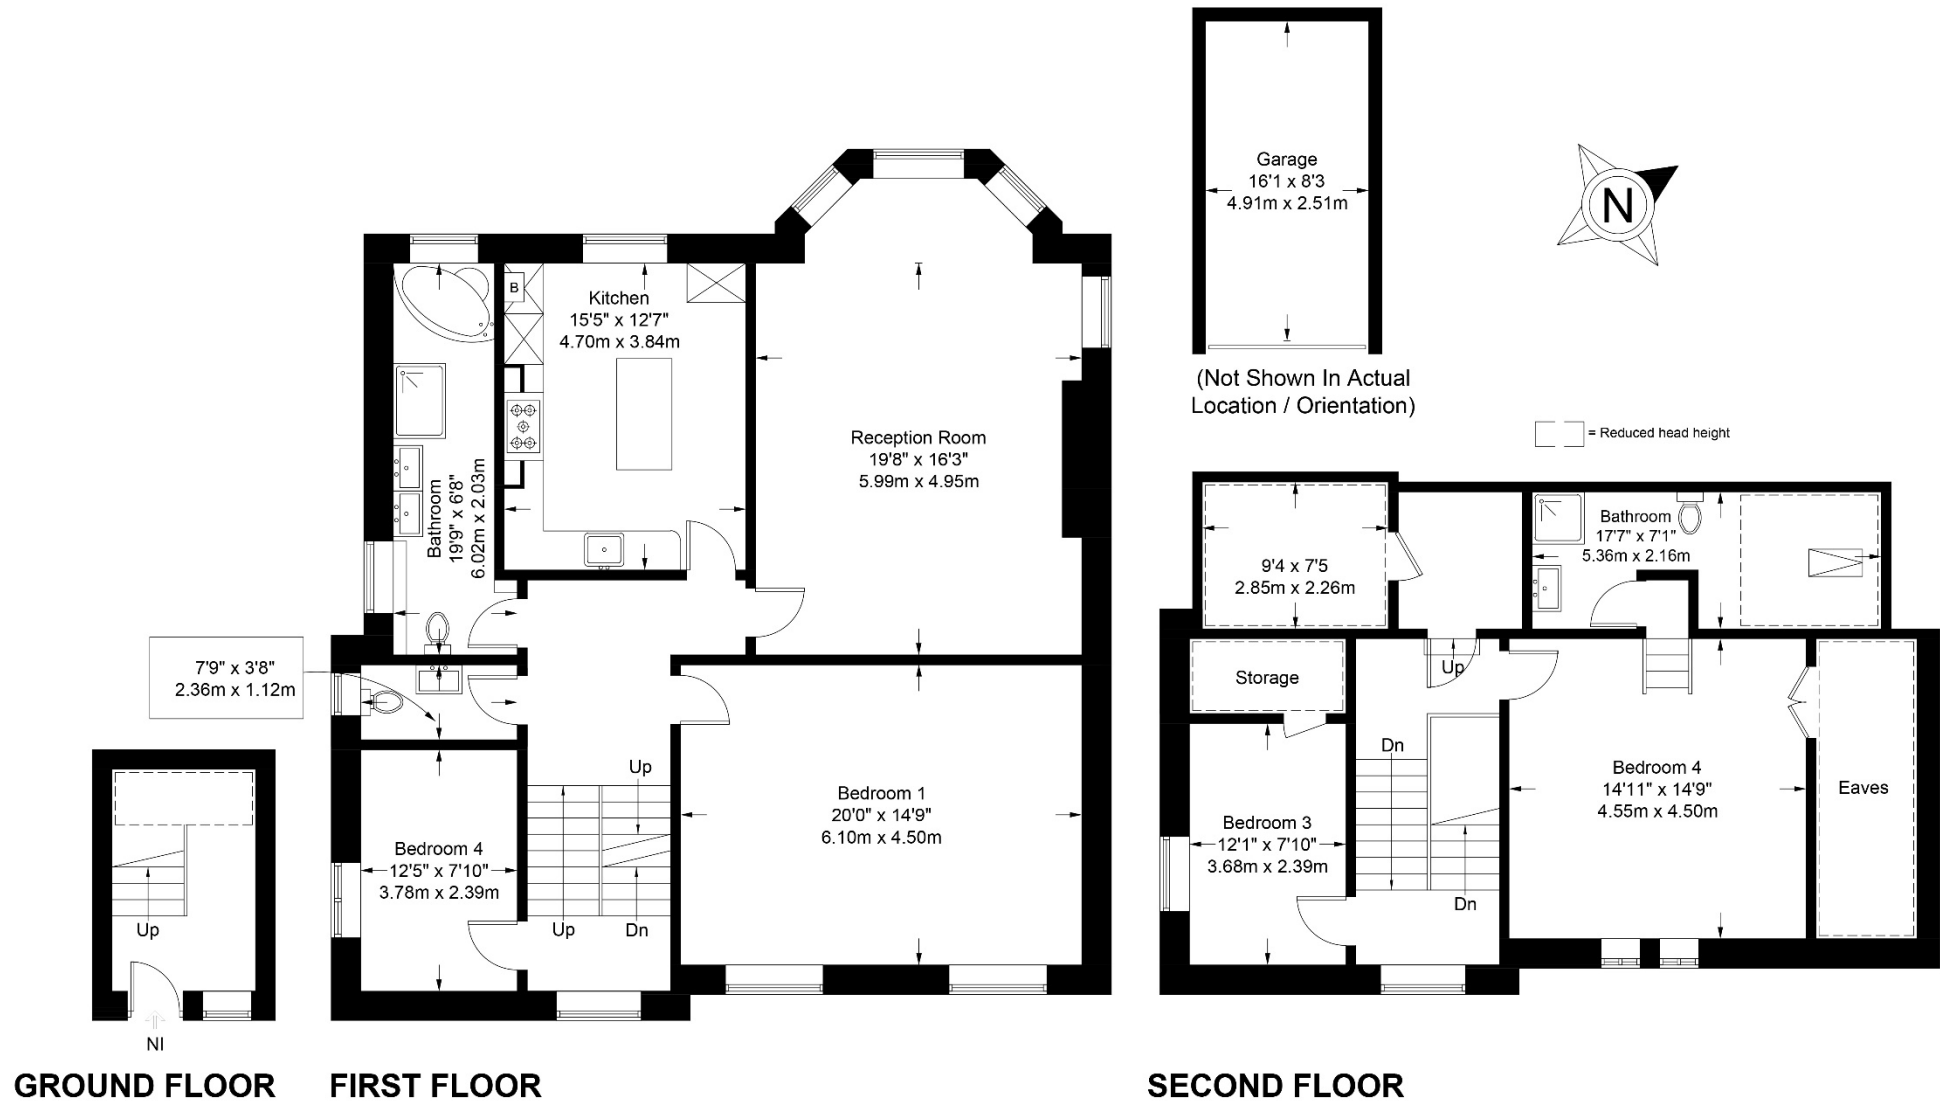 Garage
16'1 x 8'3
4.91m x 2.51m
(Not Shown In Actual
Location / Orientation)
N
= Reduced head height
B
Kitchen
15'5" x 12'7"
4.70m x 3.84m
Bathroom
19'9" x 6'8"
6.02m x 2.03m
Reception Room
19'8" x 16'3"
5.99m x 4.95m
7'9" x 3'8"
2.36m x 1.12m
Up
Bedroom 1
20'0" x 14'9"
6.10m x 4.50m
Bedroom 4
12'5" x 7'10"
3.78m x 2.39m
Up
Dn
Up
NI
9'4 x 7'5
2.85m x 2.26m
Bathroom
17'7" x 7'1"
5.36m x 2.16m
Storage
Up
Dn
Bedroom 4
14'11" x 14'9"
4.55m x 4.50m
Eaves
Bedroom 3
12'1" x 7'10"
3.68m x 2.39m
Dn
GROUND FLOOR
FIRST FLOOR
SECOND FLOOR